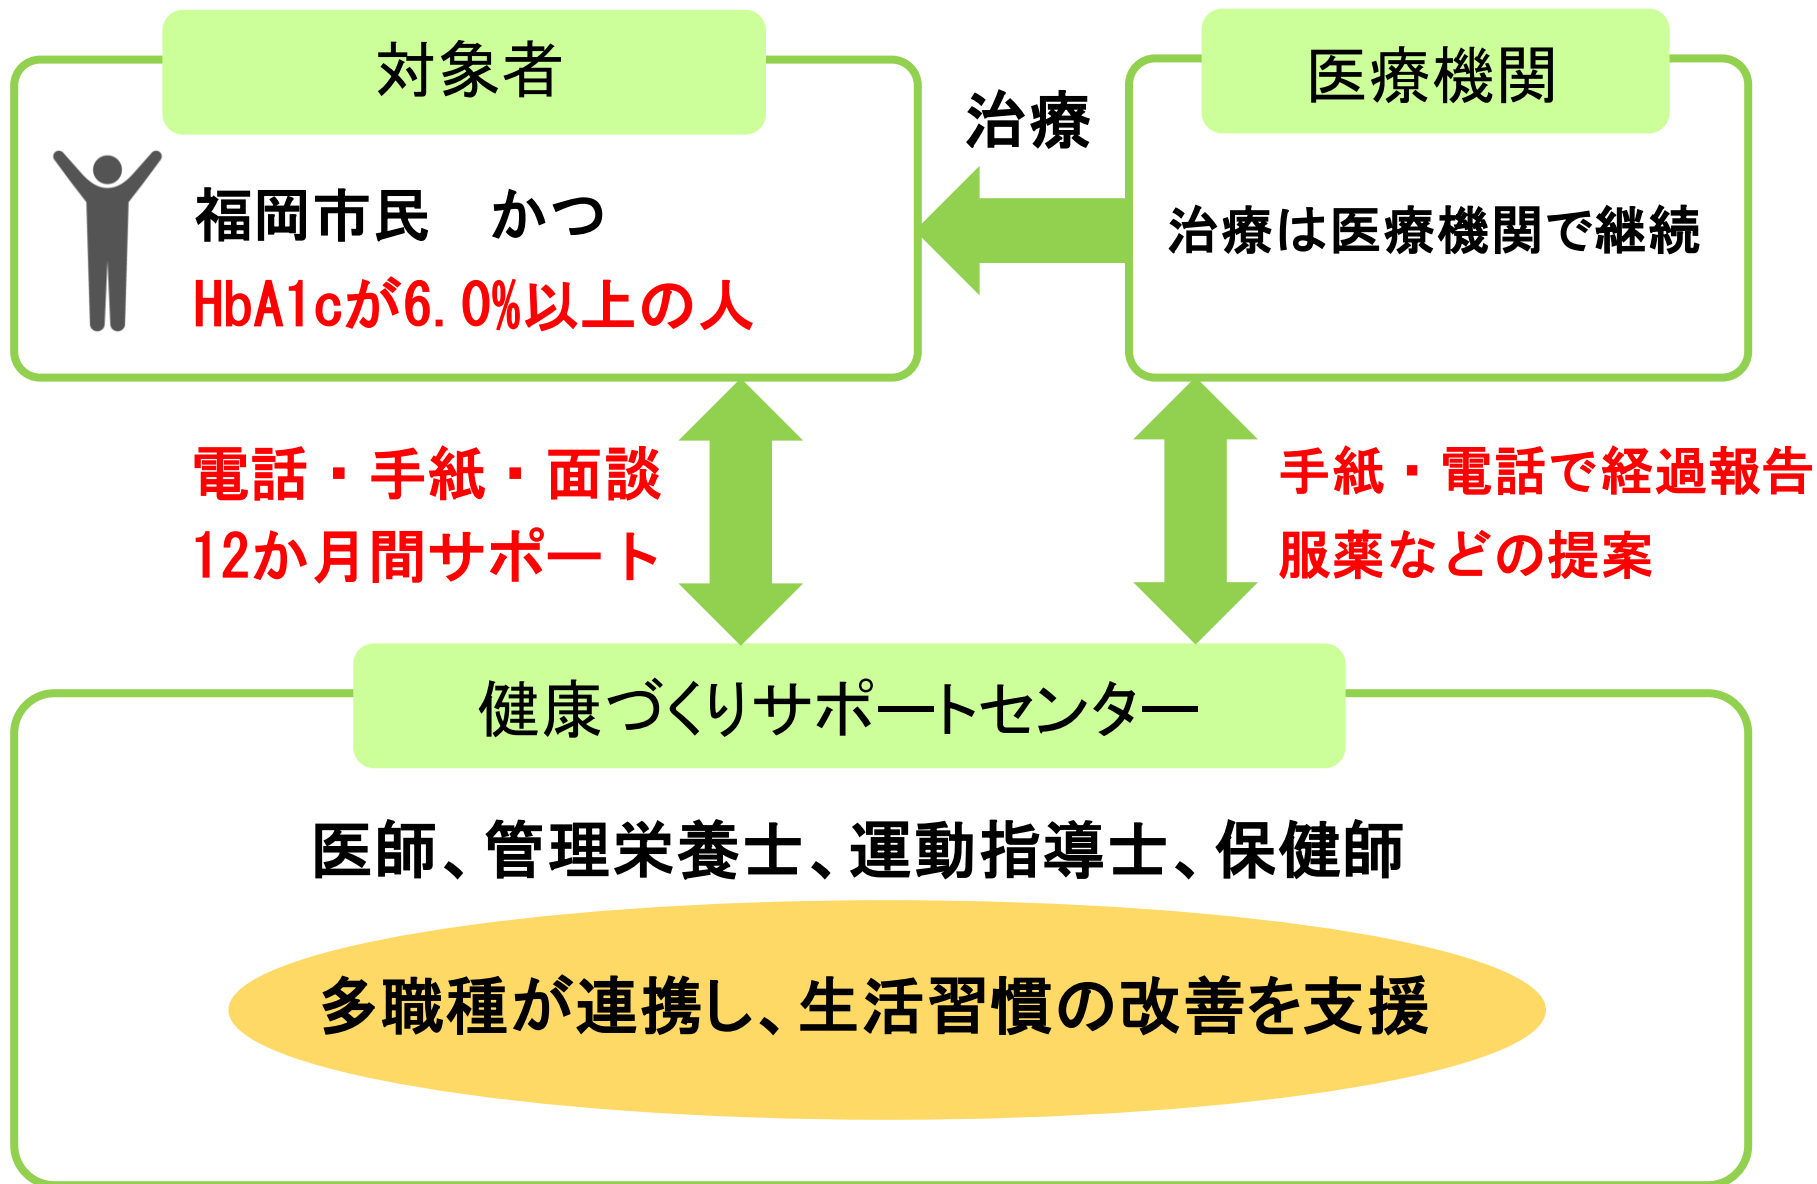 対象者
福岡市民　かつ
HbA1cが6.0%以上の人
治療
医療機関
治療は医療機関で継続
電話・手紙・面談
12か月間サポート
手紙・電話で経過報告
服薬などの提案
健康づくりサポートセンター
医師、管理栄養士、運動指導士、保健師
多職種が連携し、生活習慣の改善を支援